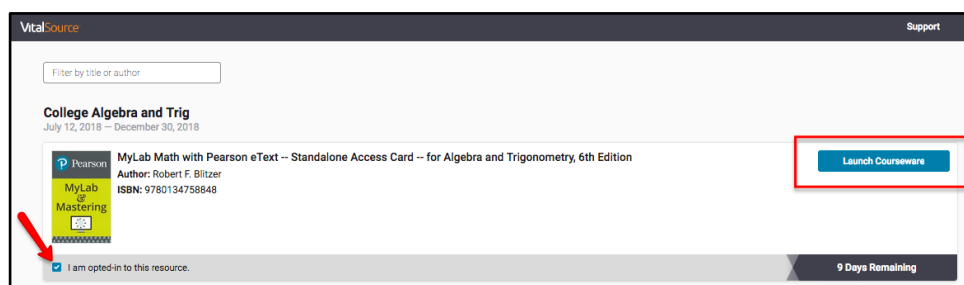 VitalSource
Support
Filter by title or author
College Algebra and Trig
July 12, 2018 — December 30, 2018
Pearson
MyLab
&
Mastering
MyLab Math with Pearson eText -- Standalone Access Card -- for Algebra and Trigonometry, 6th Edition
Author: Robert F. Blitzer
ISBN: 9780134758848
Launch Courseware
I am opted-in to this resource.
9 Days Remaining